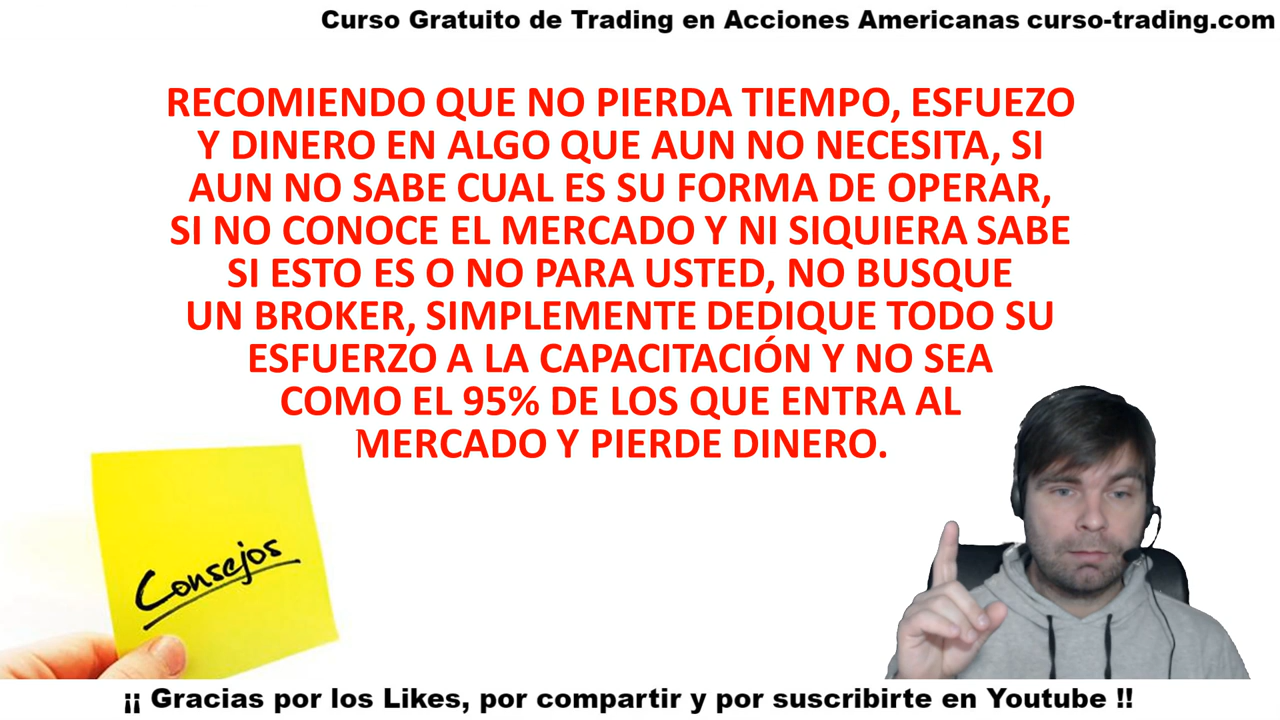 Curso Gratuito de Trading en Acciones Americanas curso-trading.com
RECOMIENDO QUE NO PIERDA TIEMPO, ESFUEZO
Y DINERO EN ALGO QUE AUN NO NECESITA, SI
AUN NO SABE CUAL ES SU FORMA DE OPERAR,
SI NO CONOCE EL MERCADO Y NI SIQUIERA SABE
SI ESTO ES O NO PARA USTED, NO BUSQUE
UN BROKER, SIMPLEMENTE DEDIQUE TODO SU
ESFUERZO A LA CAPACITACIÓN Y NO SEA
COMO EL 95% DE LOS QUE ENTRA AL
MERCADO Y PIERDE DINERO.
Consejos
¡¡ Gracias por los Likes, por compartir y por suscribirte en Youtube !!